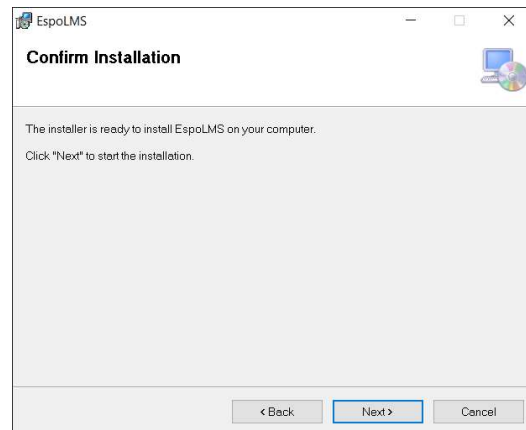 EspoLMS
Confirm Installation
The installer is ready to install EspoLMS on your computer.
Click "Next" to start the installation.
< Back Next > Cancel